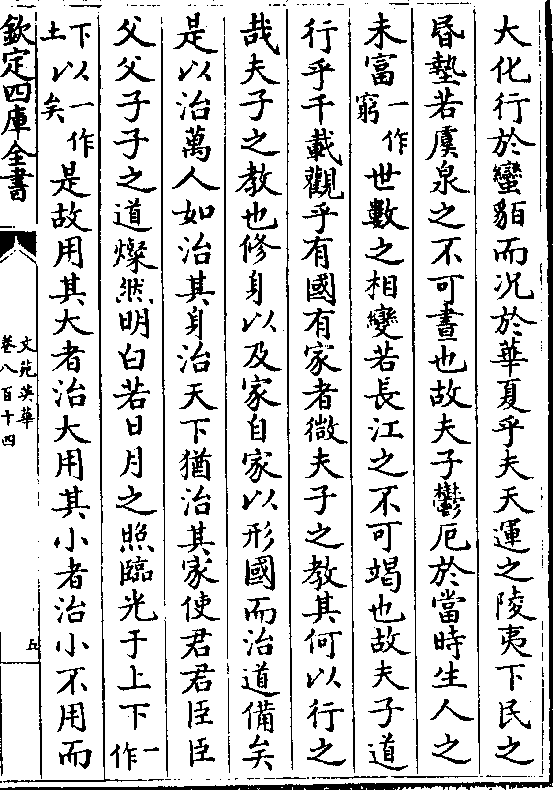 大化行於蠻貊而况於華夏乎夫天運之陵夷下民之
昏墊若虞泉之不可晝也故夫子鬱厄於當時生人之
未富一作窮世數之相變若長江之不可竭也故夫子道
行乎千載觀乎有國有家者微夫子之教其何以行之
哉夫子之教也修身以及家自家以形國而治道備矣
是以治萬人如治其身治天下猶治其家使君君臣臣
父父子子之道燦然明白若日月之照臨光于上下一作
下以一作土矣是故用其大者治大用其小者治小不用而
欽定四庫全書
文苑英華
卷八百十四
五